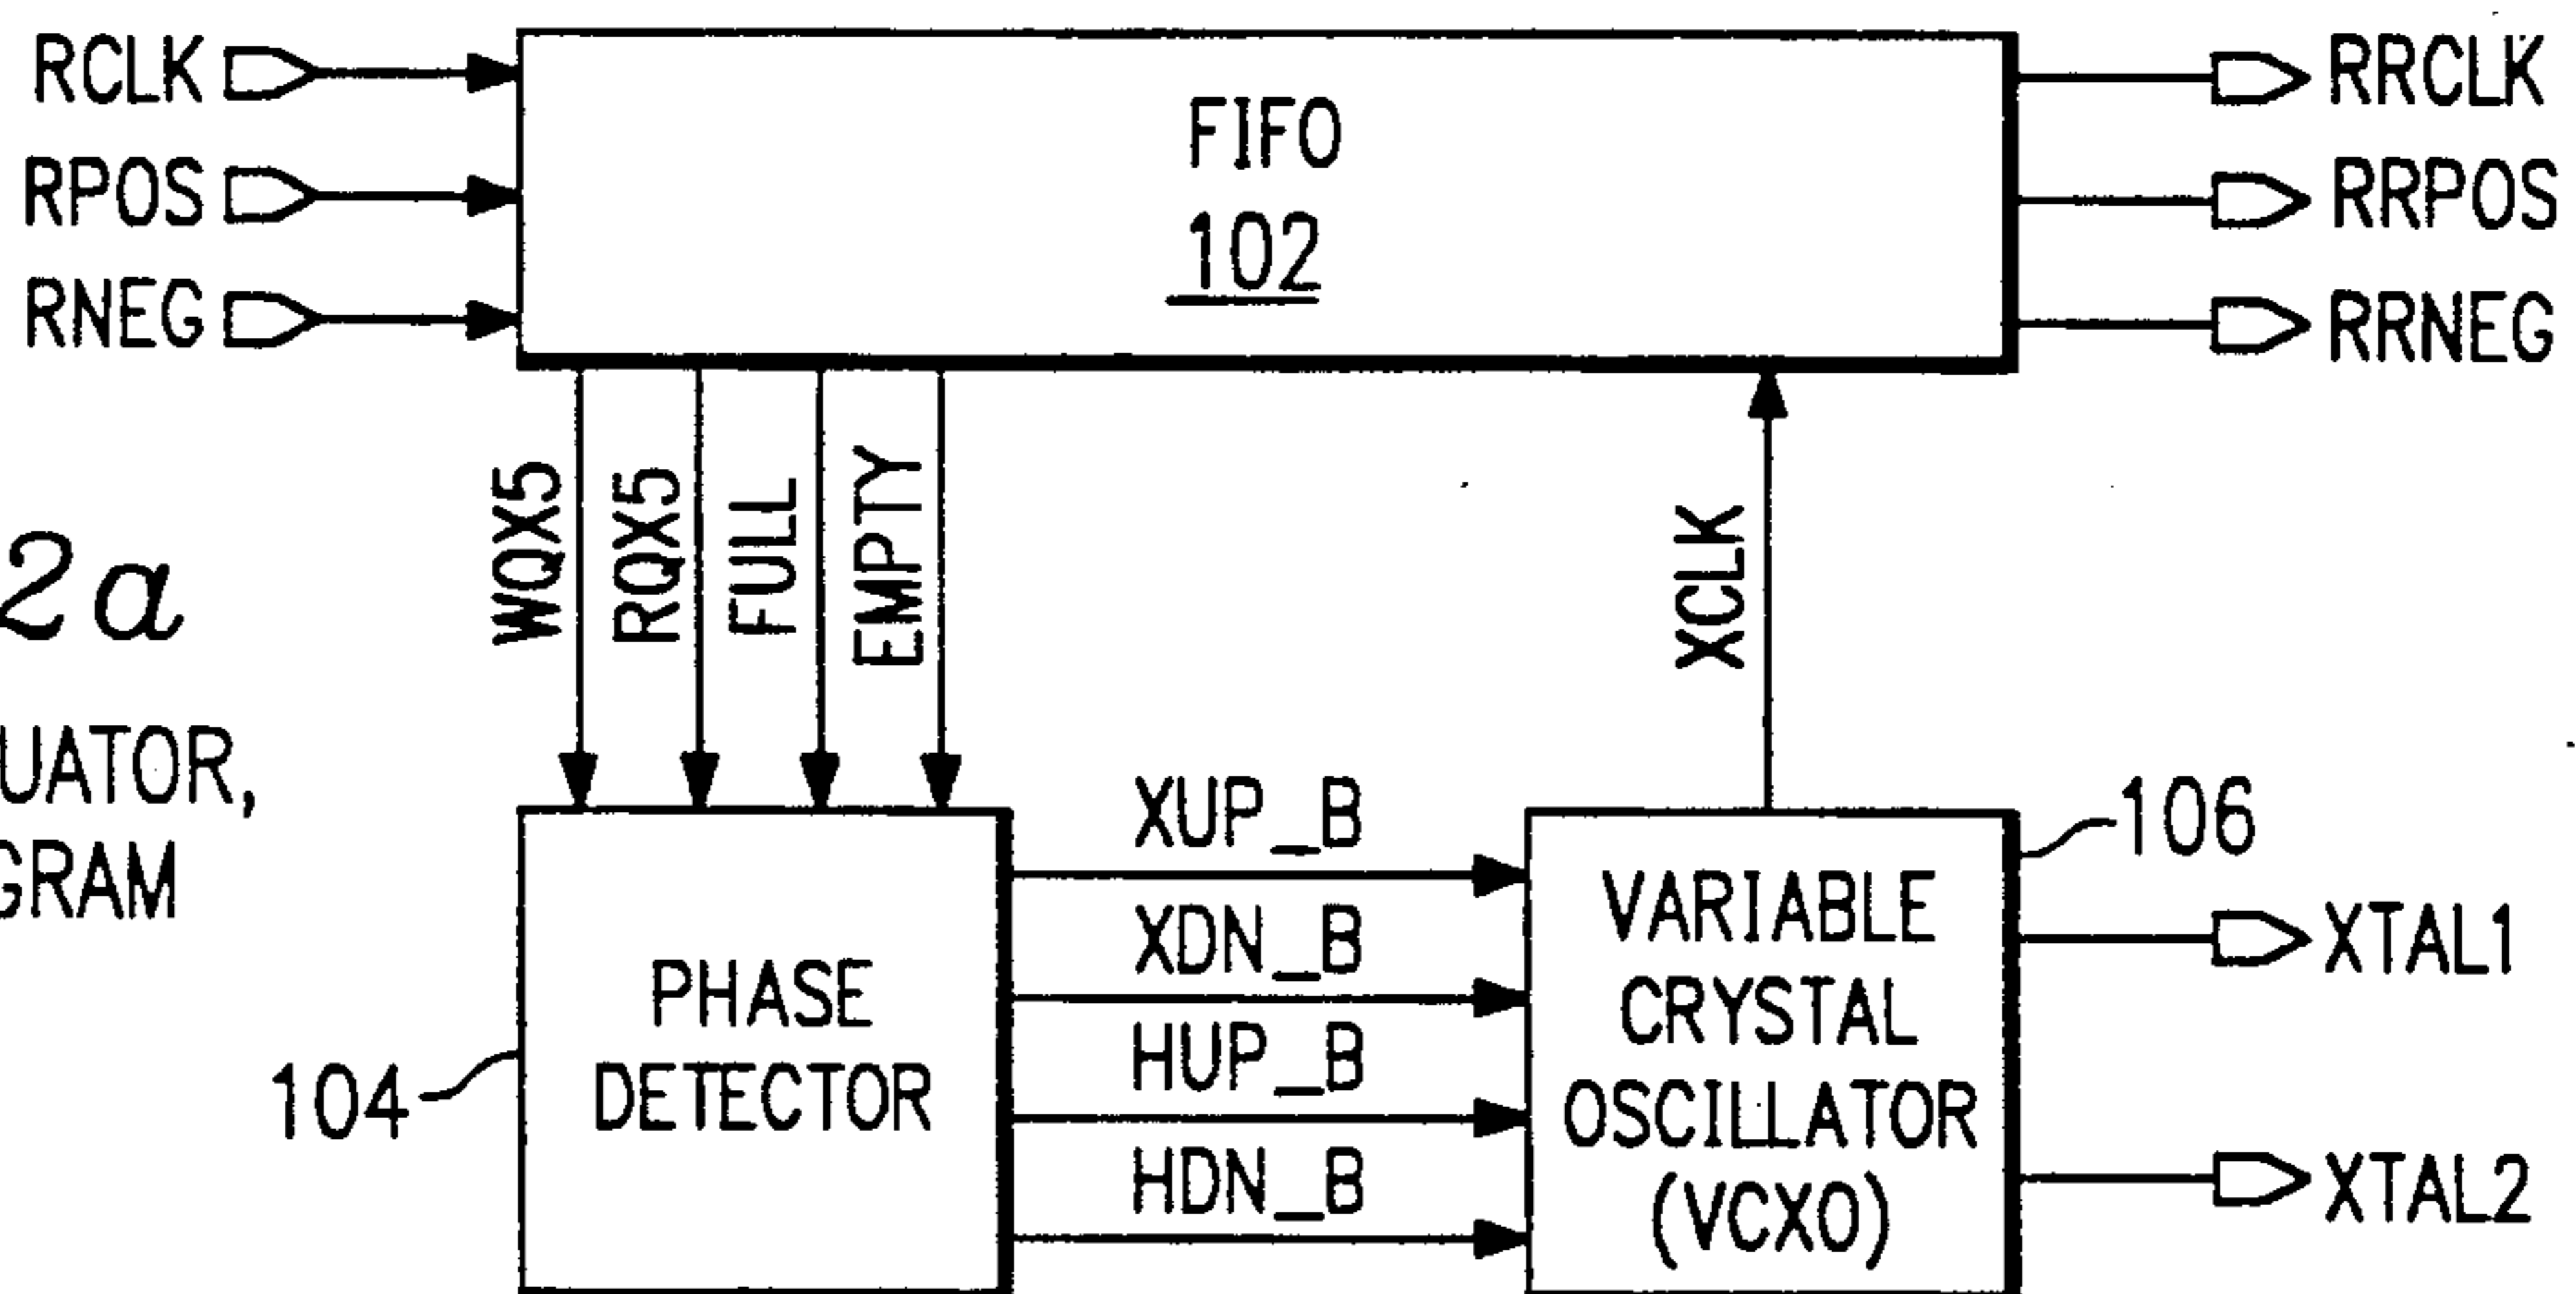 RCLK
RPOS
RNEG
FIFO
102
RRCLK
RRPOS
RRNEG
WQX5
RQX5
FULL
EMPTY
XCLK
2a
UATOR,
GRAM
104
PHASE
DETECTOR
XUP_B
XDN_B
HUP_B
HDN_B
VARIABLE
CRYSTAL
OSCILLATOR
(VCXO)
106
XTAL1
XTAL2